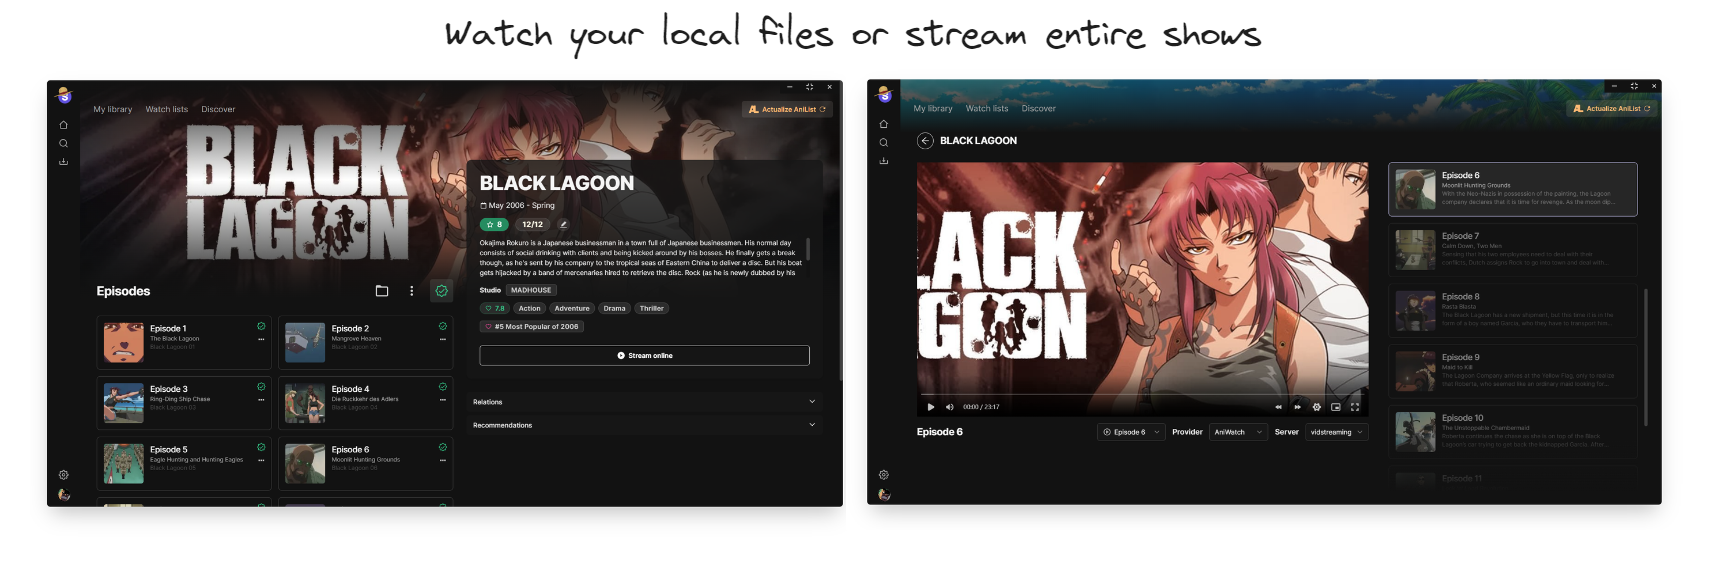 Watch your local files or stream entire shows
My library Watch lists Discover
Actualize AniList
BLACK
LAGOON
BLACK LAGOON
May 2006 - Spring
8 12/12
Okajima Rokuro is a Japanese businessman in a town full of Japanese businessmen. His normal day
consists of social drinking with clients and being kicked around by his bosses. He finally gets a break
though, as he's sent by his company to the tropical seas of Eastern China to deliver a disc. But his boat
gets hijacked by a band of mercenaries hired to retrieve the disc. Rock (as he is newly dubbed by his
Studio MADHOUSE
7.8 Action Adventure Drama Thriller
#5 Most Popular of 2006
Stream online
Relations
Recommendations
Episodes
Episode 1
The Black Lagoon
Black Lagoon 01
Episode 2
Mangrove Heaven
Black Lagoon 02
Episode 3
Ring-Ding Ship Chase
Black Lagoon 03
Episode 4
Die Ruckkehr des Adlers
Black Lagoon 04
Episode 5
Eagle Hunting and Hunting Eagles
Black Lagoon 05
Episode 6
Moonlit Hunting Grounds
Black Lagoon 06
My library Watch lists Discover
Actualize AniList
BLACK LAGOON
ACK
GOON
00:00 / 23:17
Episode 6
Episode 6 Provider AniWatch Server vidstreaming
Episode 6
Moonlit Hunting Grounds
With the Neo-Nazis in possession of the painting, the Lagoon
company declares that it is time for revenge. As the moon dip...
Episode 7
Calm Down, Two Men
Deciding that his two employees need to deal with their
conflicts, Dutch assigns Rock to go into town and deal with...
Episode 8
Rasta Blasta
The Black Lagoon has a new shipment, but this time it is in the
form of a boy named Garcia, who they have to transport him...
Episode 9
Maid to Kill
The Lagoon Company arrives at the Yellow Flag, only to realize
that Roberta, who seemed like an ordinary maid looking for...
Episode 10
The Unstoppable Chambermaid
Roberta continues the chase as she is on top of the Black
Lagoon's car trying to get back the kidnapped Garcia. After...
Episode 11